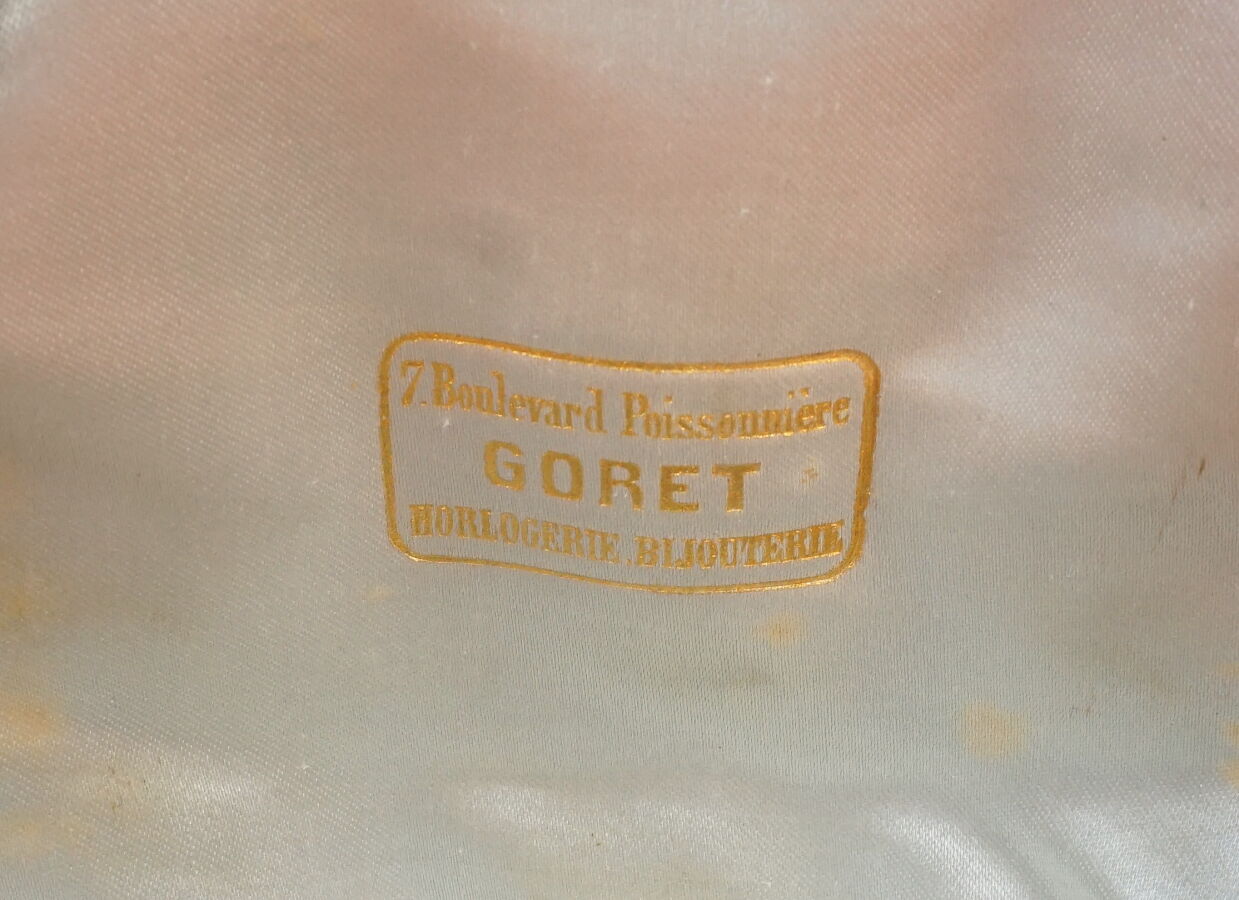 7. Boulevard Poissonnière
GORET
HORLOGERIE. BIJOUTERIE